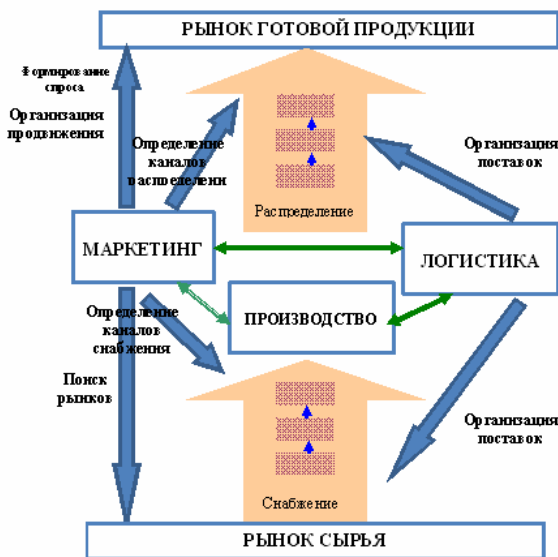 РЫНОК ГОТОВОЙ ПРОДУКЦИИ
Формирование
спроса
Организация
продвижения
Определение
каналов
распределени
Организация
поставок
Распределение
МАРКЕТИНГ
ЛОГИСТИКА
ПРОИЗВОДСТВО
Определение
каналов
снабжения
Поиск
рынков
Организация
поставок
Снабжение
РЫНОК СЫРЬЯ